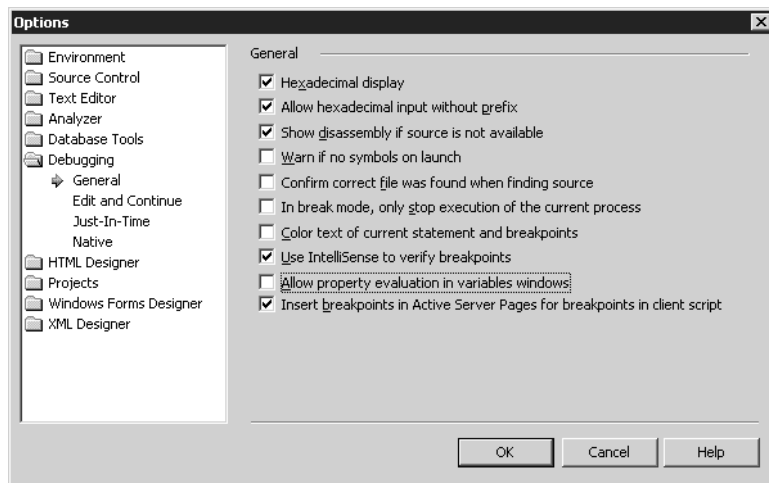 Options
Environment
Source Control
Text Editor
Analyzer
Database Tools
Debugging
General
Edit and Continue
Just-In-Time
Native
HTML Designer
Projects
Windows Forms Designer
XML Designer
General
Hexadecimal display
Allow hexadecimal input without prefix
Show disassembly if source is not available
Warn if no symbols on launch
Confirm correct file was found when finding source
In break mode, only stop execution of the current process
Color text of current statement and breakpoints
Use IntelliSense to verify breakpoints
Allow property evaluation in variables windows
Insert breakpoints in Active Server Pages for breakpoints in client script
OK
Cancel
Help